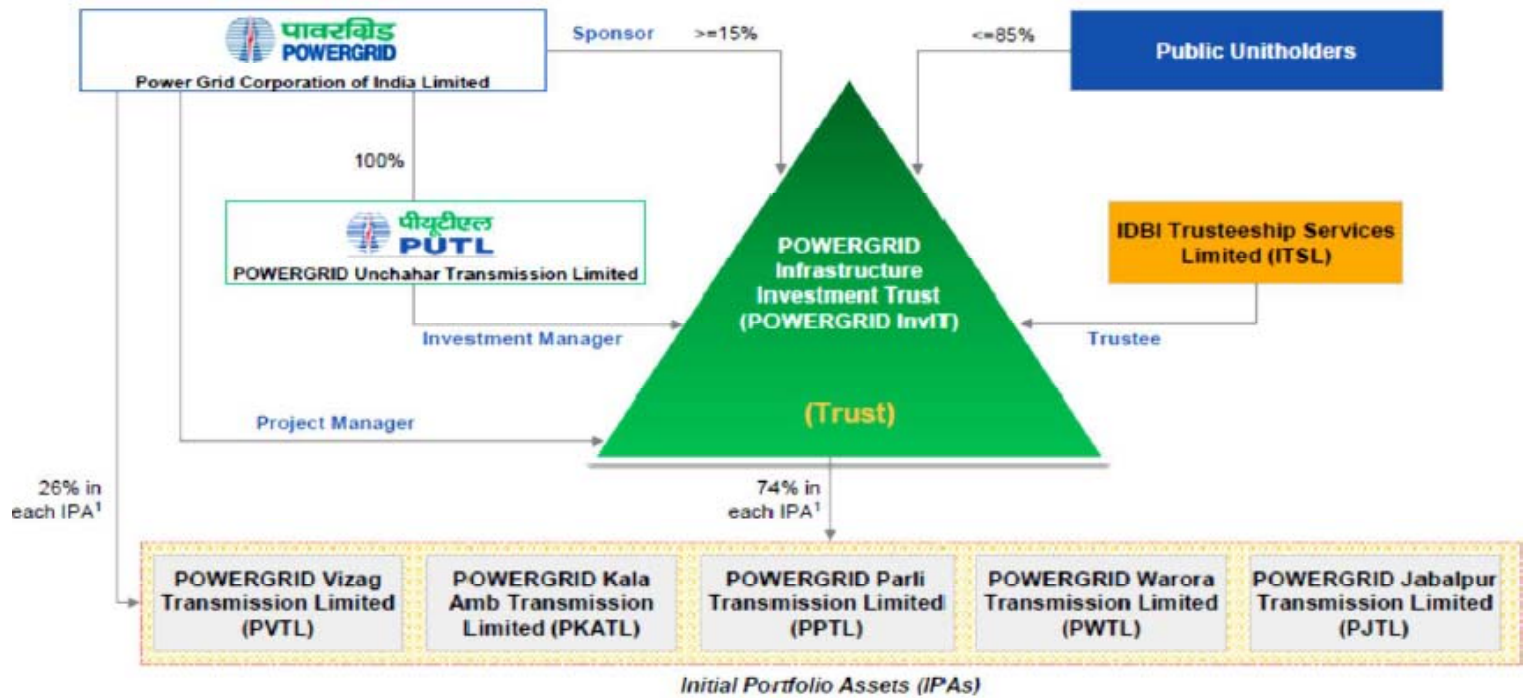 पावरग्रिड
POWERGRID
Power Grid Corporation of India Limited
Sponsor
>=15%
<=85%
Public Unitholders
100%
पीयूटीएल
PUTL
POWERGRID Unchahar Transmission Limited
POWERGRID
Infrastructure
Investment Trust
(POWERGRID InvIT)
(Trust)
IDBI Trusteeship Services
Limited (ITSL)
Investment Manager
Trustee
Project Manager
26% in
each IPA¹
74% in
each IPA¹
POWERGRID Vizag
Transmission Limited
(PVTL)
POWERGRID Kala
Amb Transmission
Limited (PKATL)
POWERGRID Parli
Transmission Limited
(PPTL)
POWERGRID Warora
Transmission Limited
(PWTL)
POWERGRID Jabalpur
Transmission Limited
(PJTL)
Initial Portfolio Assets (IPAs)